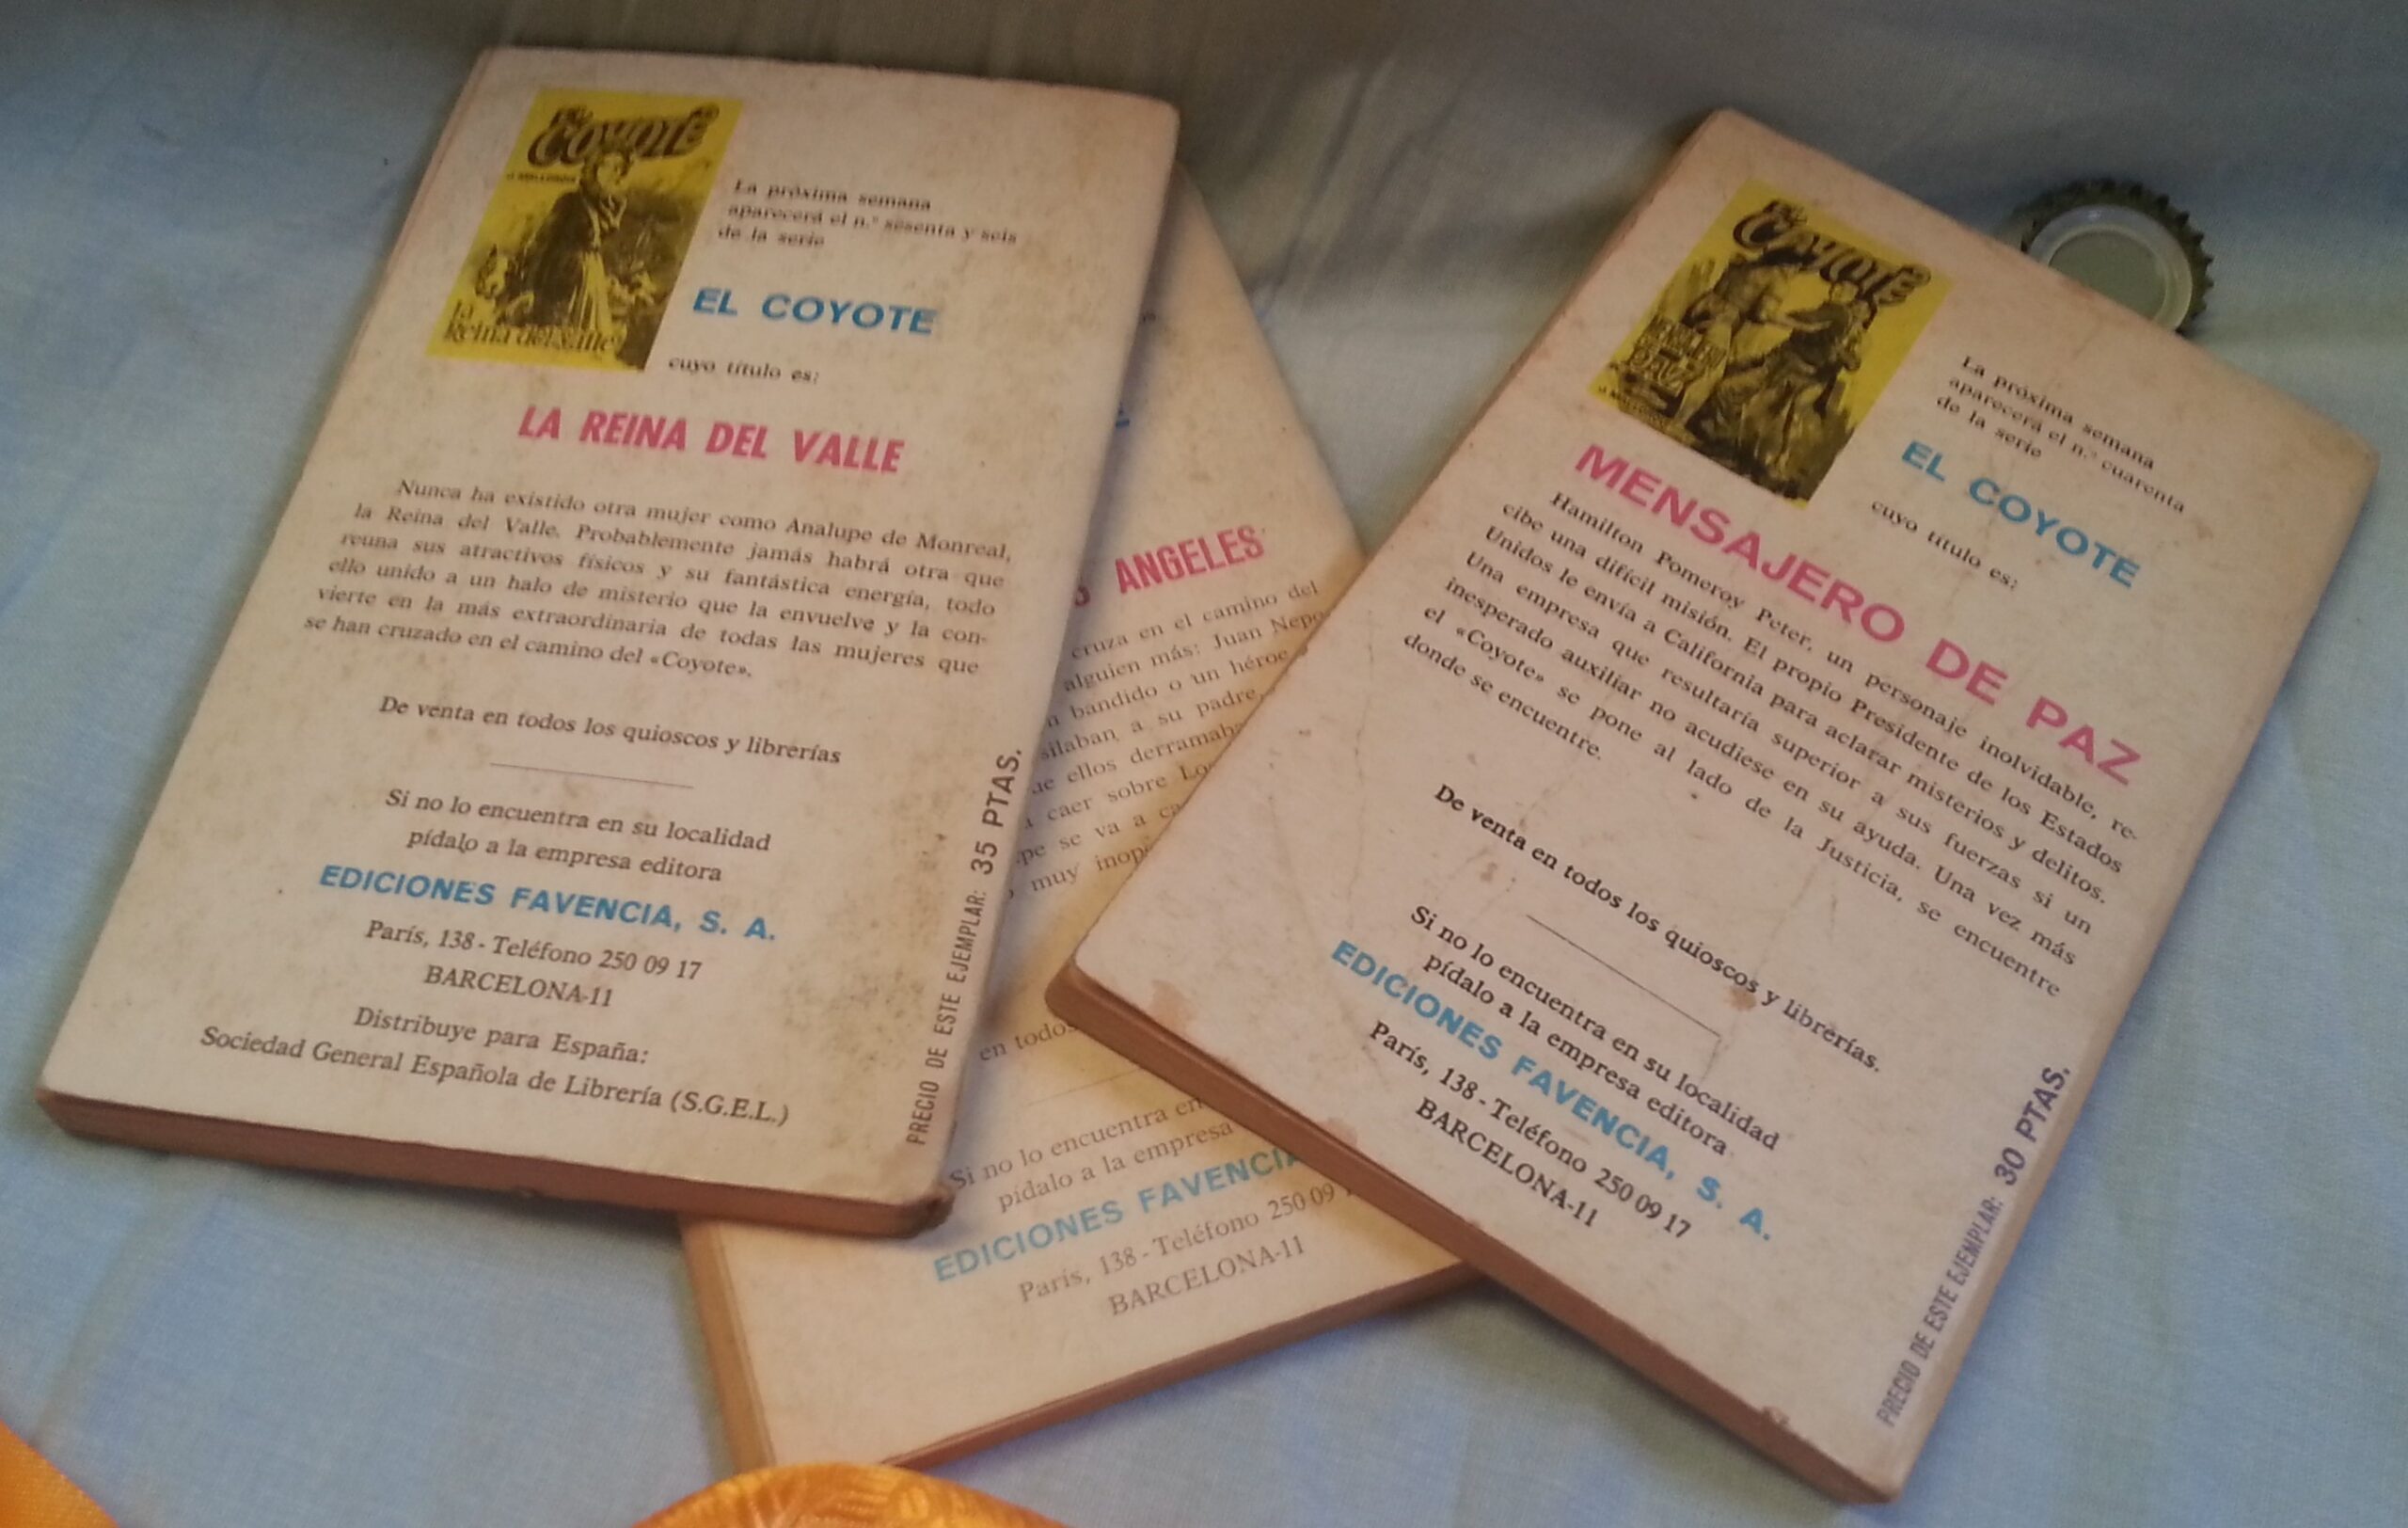 El
Coyote
La próxima semana
aparecerá el n.º sesenta y seis
de la serie
EL COYOTE
la
Reina del Valle
cuyo título es:
LA REINA DEL VALLE
Nunca ha existido otra mujer como Analupe de Monreal,
la Reina del Valle. Probablemente jamás habrá otra que
reuna sus atractivos físicos y su fantástica energía, todo
ello unido a un halo de misterio que la envuelve y la con-
vierte en la más extraordinaria de todas las mujeres que
se han cruzado en el camino del «Coyote».
De venta en todos los quioscos y librerías
Si no lo encuentra en su localidad
pídalo a la empresa editora
EDICIONES FAVENCIA, S. A.
París, 138 - Teléfono 250 09 17
BARCELONA-11
Distribuye para España:
Sociedad General Española de Librería (S.G.E.L.)
PRECIO DE ESTE EJEMPLAR: 35 PTAS.
ANGELES
cruza en el camino del
alguien más: Juan Nepo
bandido o un héroe
a su padre,
ellos derramab
caer sobre Lo
se va a ca
muy inop
en todos
Si no lo encuentra en
pídalo a la empresa
EDICIONES FAVENCIA
París, 138 - Teléfono 250 09
BARCELONA-11
El
Coyote
MENSAJERO
DE
PAZ
La próxima semana
aparecerá el n.º cuarenta
de la serie
EL COYOTE
cuyo título es:
MENSAJERO DE PAZ
Hamilton Pomeroy Peter, un personaje inolvidable, re-
cibe una difícil misión. El propio Presidente de los Estados
Unidos le envía a California para aclarar misterios y delitos.
Una empresa que resultaría superior a sus fuerzas si un
inesperado auxiliar no acudiese en su ayuda. Una vez más
el «Coyote» se pone al lado de la Justicia, se encuentre
donde se encuentre.
De venta en todos los quioscos y librerías.
Si no lo encuentra en su localidad
pídalo a la empresa editora
EDICIONES FAVENCIA, S. A.
París, 138 - Teléfono 250 09 17
BARCELONA-11
PRECIO DE ESTE EJEMPLAR: 30 PTAS.